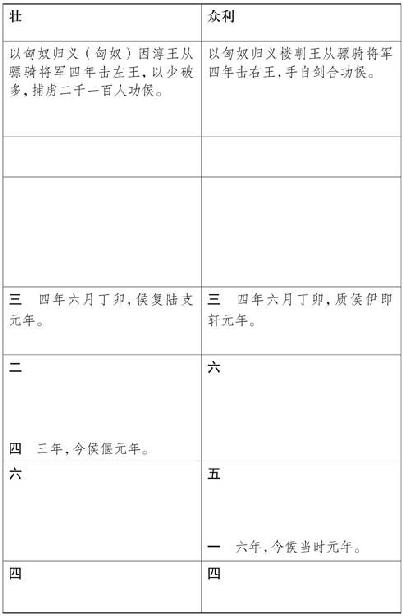 壮 众利
以匈奴归义(匈奴)因淳王从
骠骑将军四年击左王,以少破
多,捕虏二千一百人功侯。
以匈奴归义楼剸王从骠骑将军
四年击右王,手自剑合功侯。
三 四年六月丁卯,侯复陆支
元年。
三 四年六月丁卯,质侯伊即
轩元年。
二 六
四 三年,今侯偃元年。
六 五
一 六年,今侯当时元年。
四 四